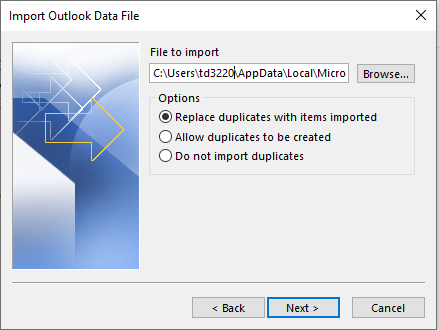 Import Outlook Data File
File to import
C:\Users\td3220\AppData\Local\Micro
Browse...
Options
Replace duplicates with items imported
Allow duplicates to be created
Do not import duplicates
< Back
Next >
Cancel